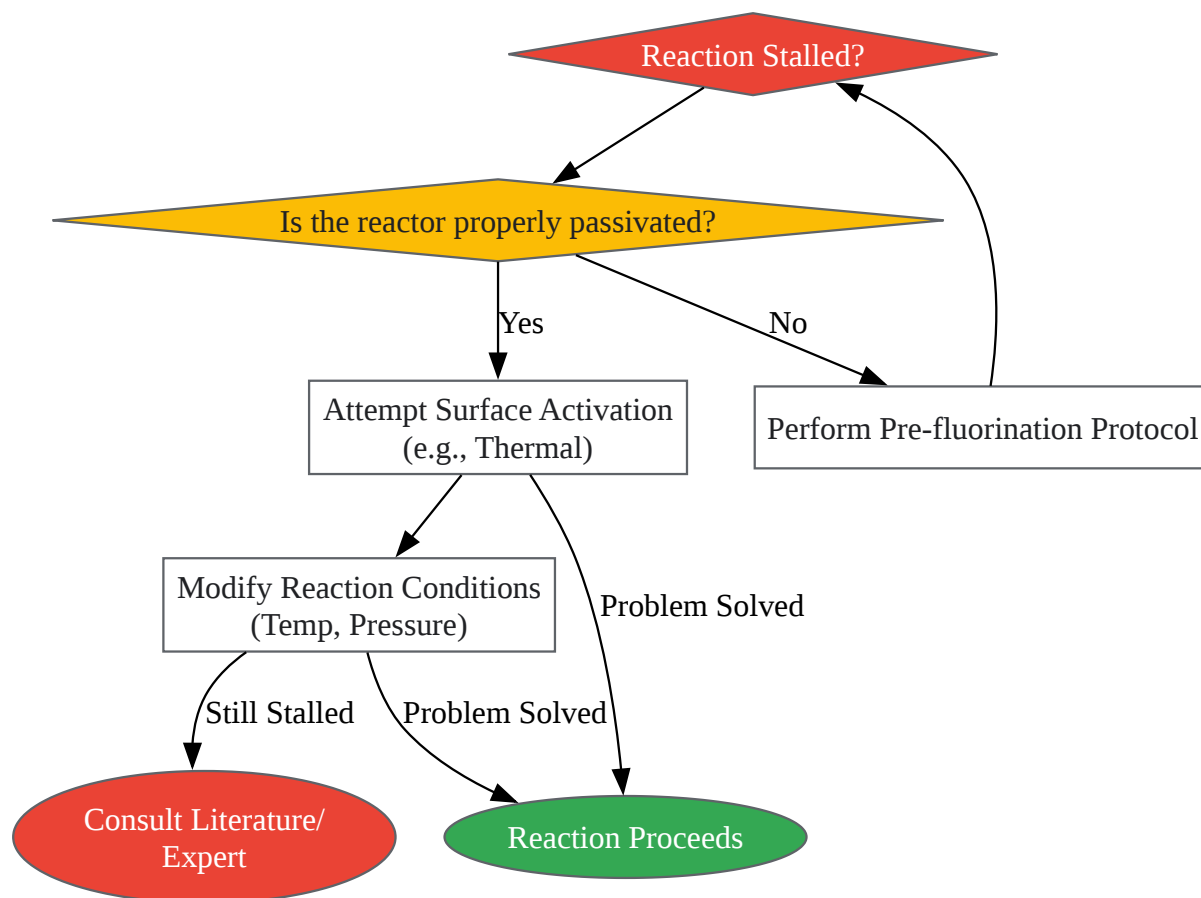 Reaction Stalled?
Is the reactor properly passivated?
Yes
No
Attempt Surface Activation
(e.g., Thermal)
Perform Pre-fluorination Protocol
Modify Reaction Conditions
(Temp, Pressure)
Problem Solved
Still Stalled
Problem Solved
Consult Literature/
Expert
Reaction Proceeds